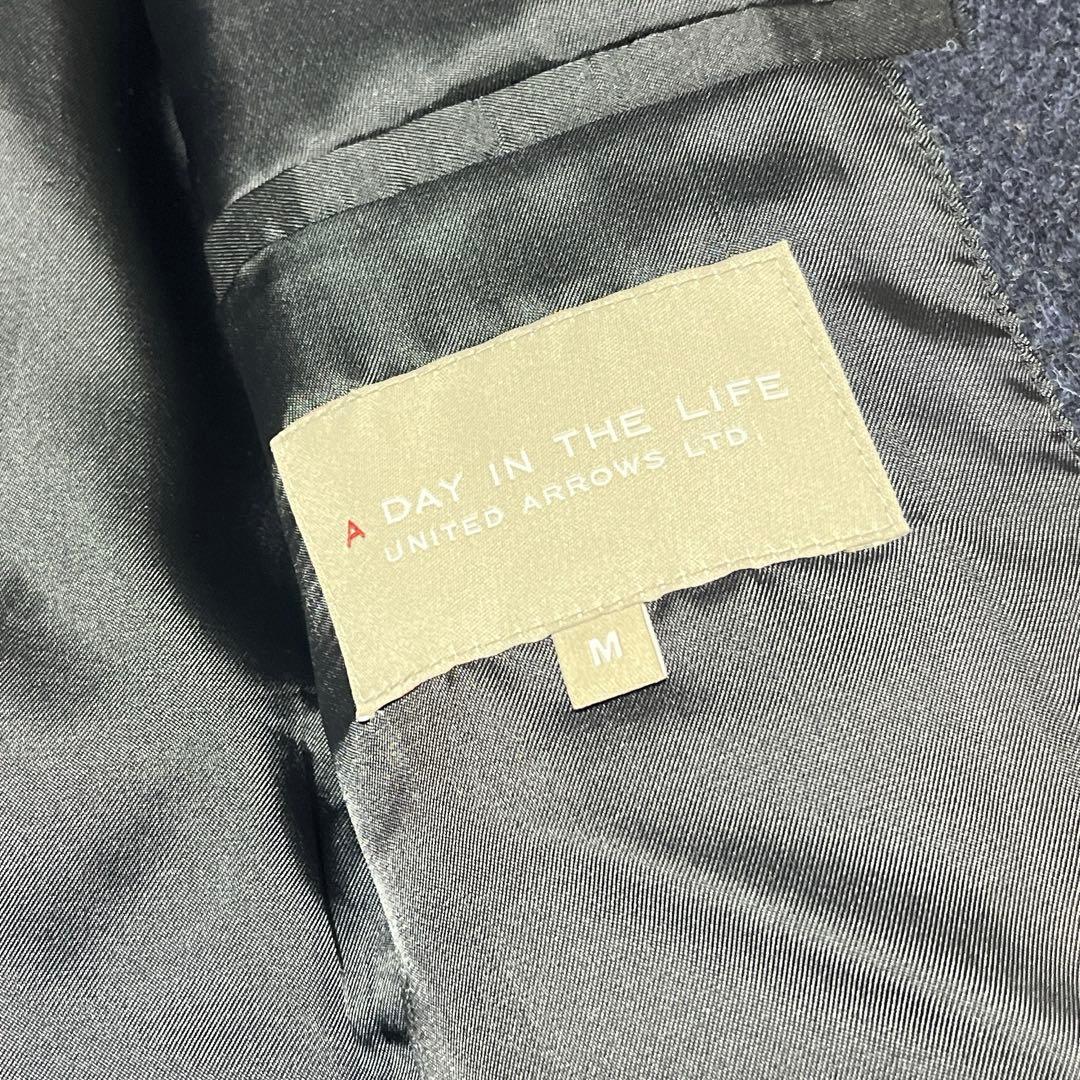 A DAY IN THE LIFE
UNITED ARROWS LTD.
M